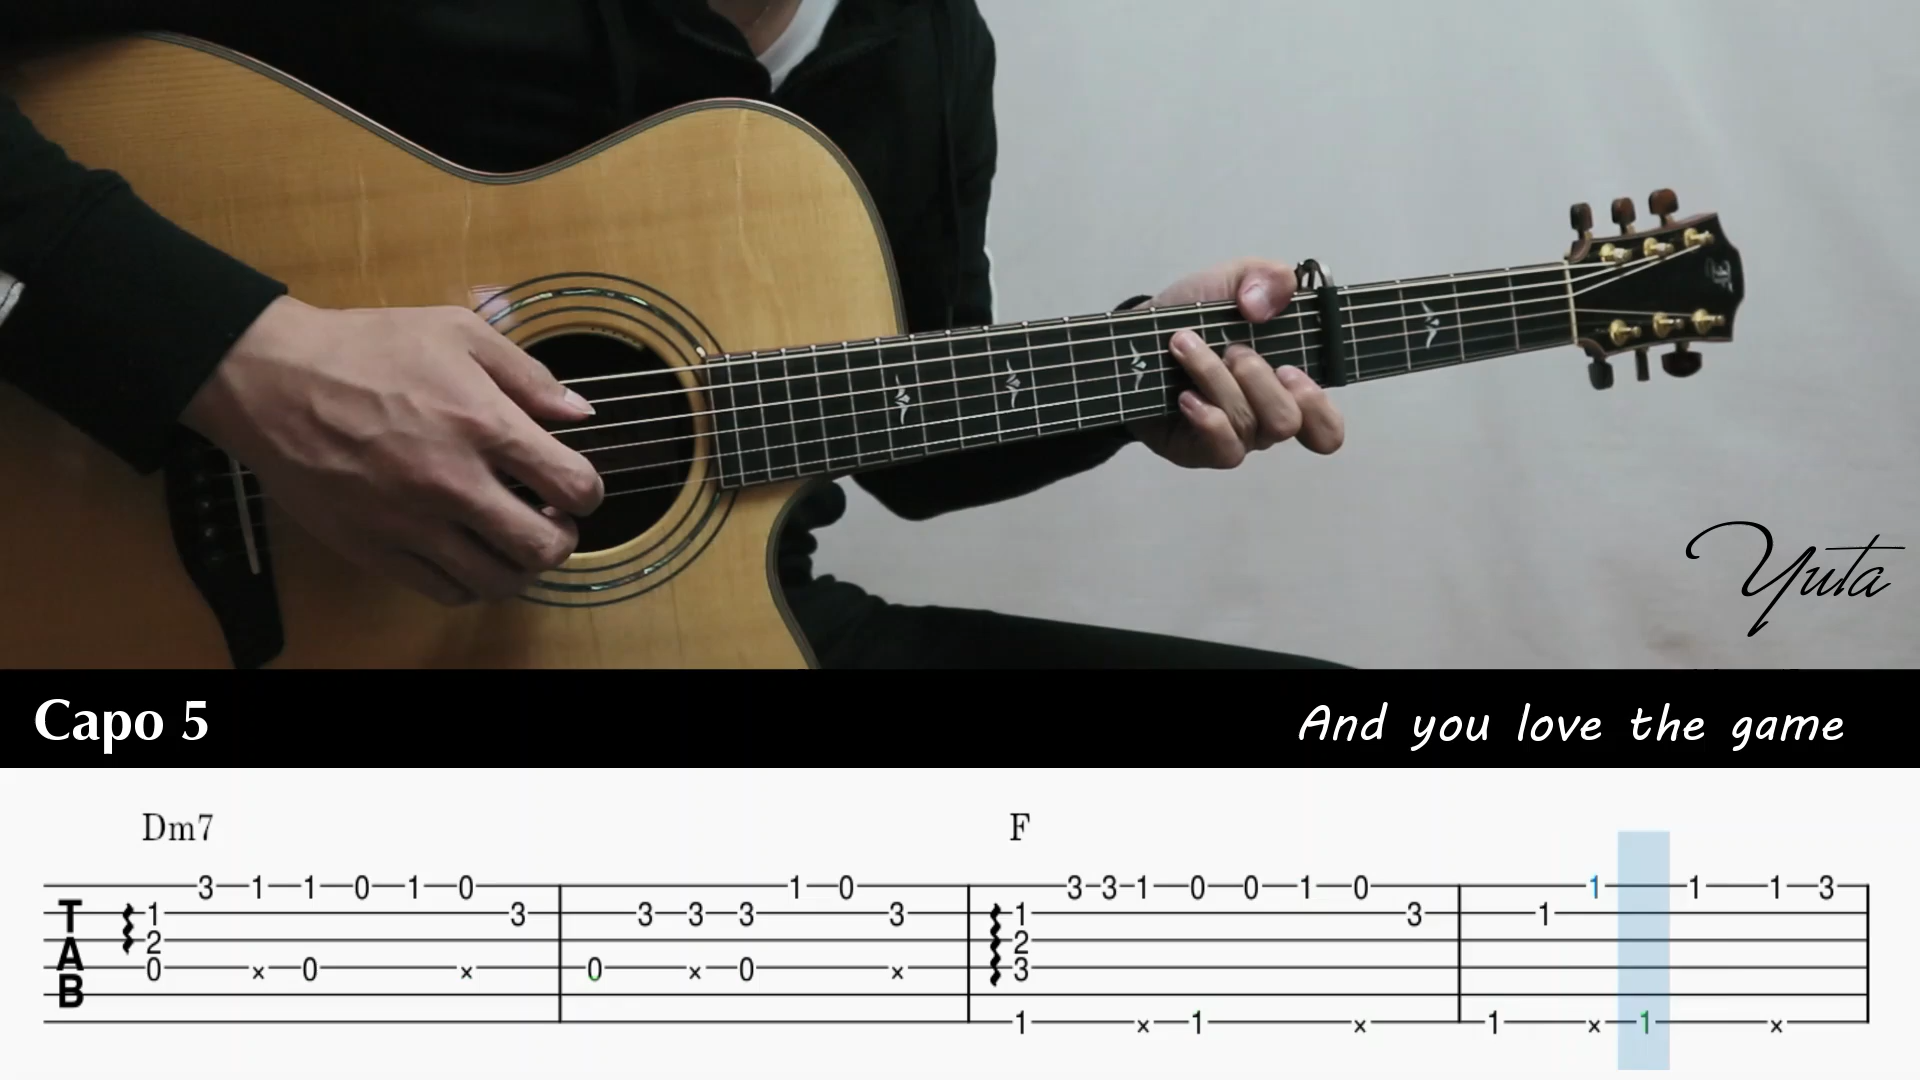 Yuta
Capo 5
And you love the game
Dm7
F
3 1 1 0 1 0 1 0 3 3 1 0 0 1 0 1 1 1 3
T 1 3 3 3 3 3 1 3 1
A 2 2
0 × 0 × 0 × 0 × 3
B
1 × 1 × 1 × 1 ×